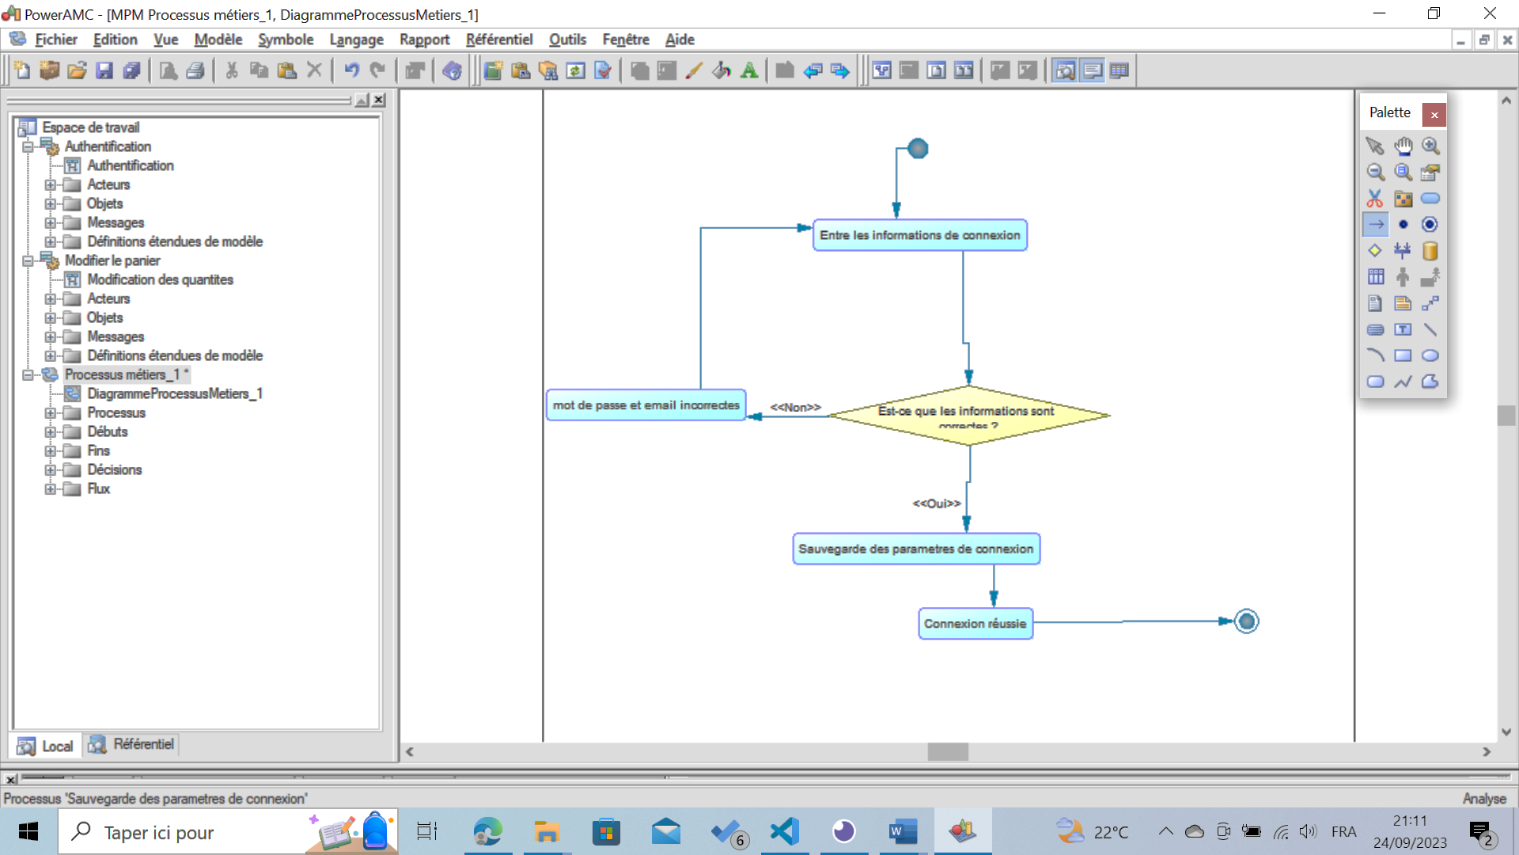 PowerAMC - [MPM Processus métiers_1, DiagrammeProcessusMetiers_1]
Fichier Edition Vue Modèle Symbole Langage Rapport Référentiel Outils Fenêtre Aide
Espace de travail
Authentification
Authentification
Acteurs
Objets
Messages
Définitions étendues de modèle
Modifier le panier
Modification des quantites
Acteurs
Objets
Messages
Définitions étendues de modèle
Processus métiers_1 *
DiagrammeProcessusMetiers_1
Processus
Débuts
Fins
Décisions
Flux
Local Référentiel
Entre les informations de connexion
mot de passe et email incorrectes
<<Non>>
Est-ce que les informations sont
correctes ?
<<Oui>>
Sauvegarde des parametres de connexion
Connexion réussie
Palette
Processus 'Sauvegarde des parametres de connexion'
Analyse
Taper ici pour
6
22°C
FRA
21:11
24/09/2023
2